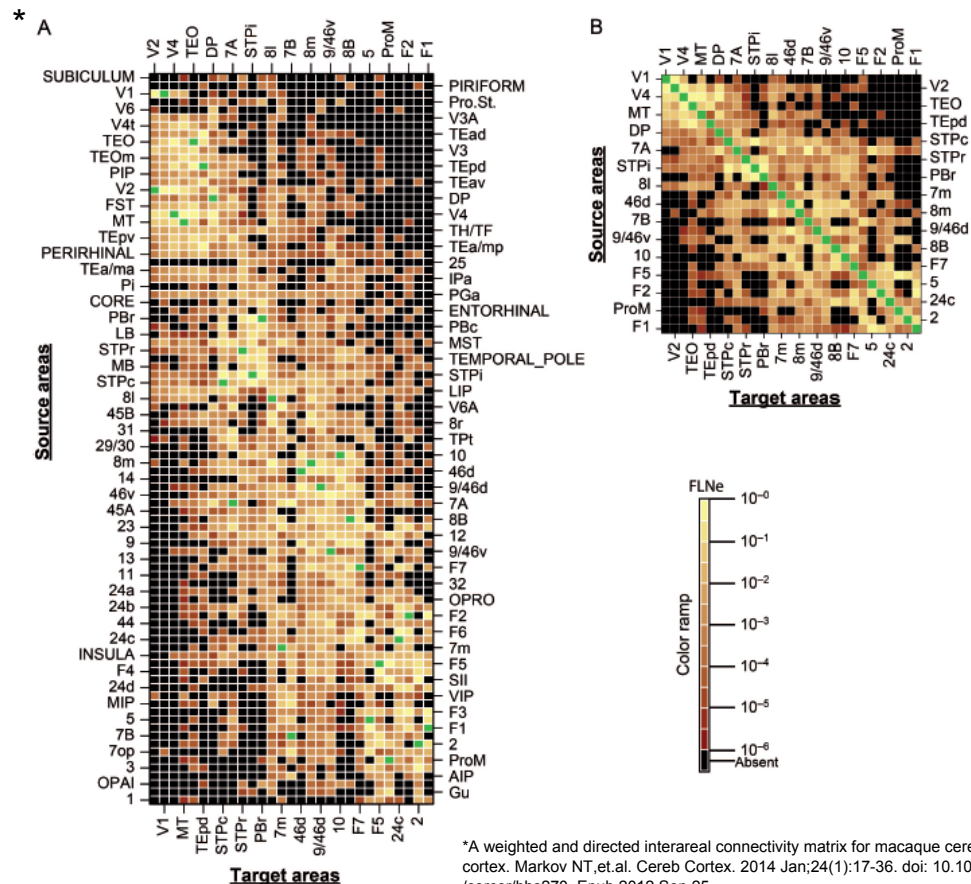 *
A
V2 V4 TEO DP 7A STPi 8l 7B 8m 9/46v 8B 5 ProM F2 F1
SUBICULUM
V1
V6
V4t
TEO
TEOm
PIP
V2
FST
MT
TEpv
PERIRHINAL
TEa/ma
Pi
CORE
PBr
LB
STPr
MB
STPc
8l
45B
31
29/30
8m
14
46v
45A
23
9
13
11
24a
24b
44
24c
INSULA
F4
24d
MIP
5
7B
7op
3
OPAI
1
Source areas
PIRIFORM
Pro.St.
V3A
TEad
V3
TEpd
TEav
DP
V4
TH/TF
TEa/mp
25
IPa
PGa
ENTORHINAL
PBc
MST
TEMPORAL_POLE
STPi
LIP
V6A
8r
TPt
10
46d
9/46d
7A
8B
12
9/46v
F7
32
OPRO
F2
F6
7m
F5
SII
VIP
F3
F1
2
ProM
AIP
Gu
V1 MT TEpd STPc STPr PBr 7m 46d 9/46d 10 F7 F5 24c 2
Target areas
B
V1 V4 MT DP 7A STPi 8l 46d 7B 9/46v 10 F5 F2 ProM F1
V1
V4
MT
DP
7A
STPi
8l
46d
7B
9/46v
10
F5
F2
ProM
F1
Source areas
V2
TEO
TEpd
STPc
STPr
PBr
7m
8m
9/46d
8B
F7
5
24c
2
V2 TEO TEpd STPc STPr PBr 7m 8m 9/46d 8B F7 5 24c 2
Target areas
FLNe
10⁻⁰
10⁻¹
10⁻²
10⁻³
10⁻⁴
10⁻⁵
10⁻⁶
Absent
Color ramp
*A weighted and directed interareal connectivity matrix for macaque cere
cortex. Markov NT,et.al. Cereb Cortex. 2014 Jan;24(1):17-36. doi: 10.10